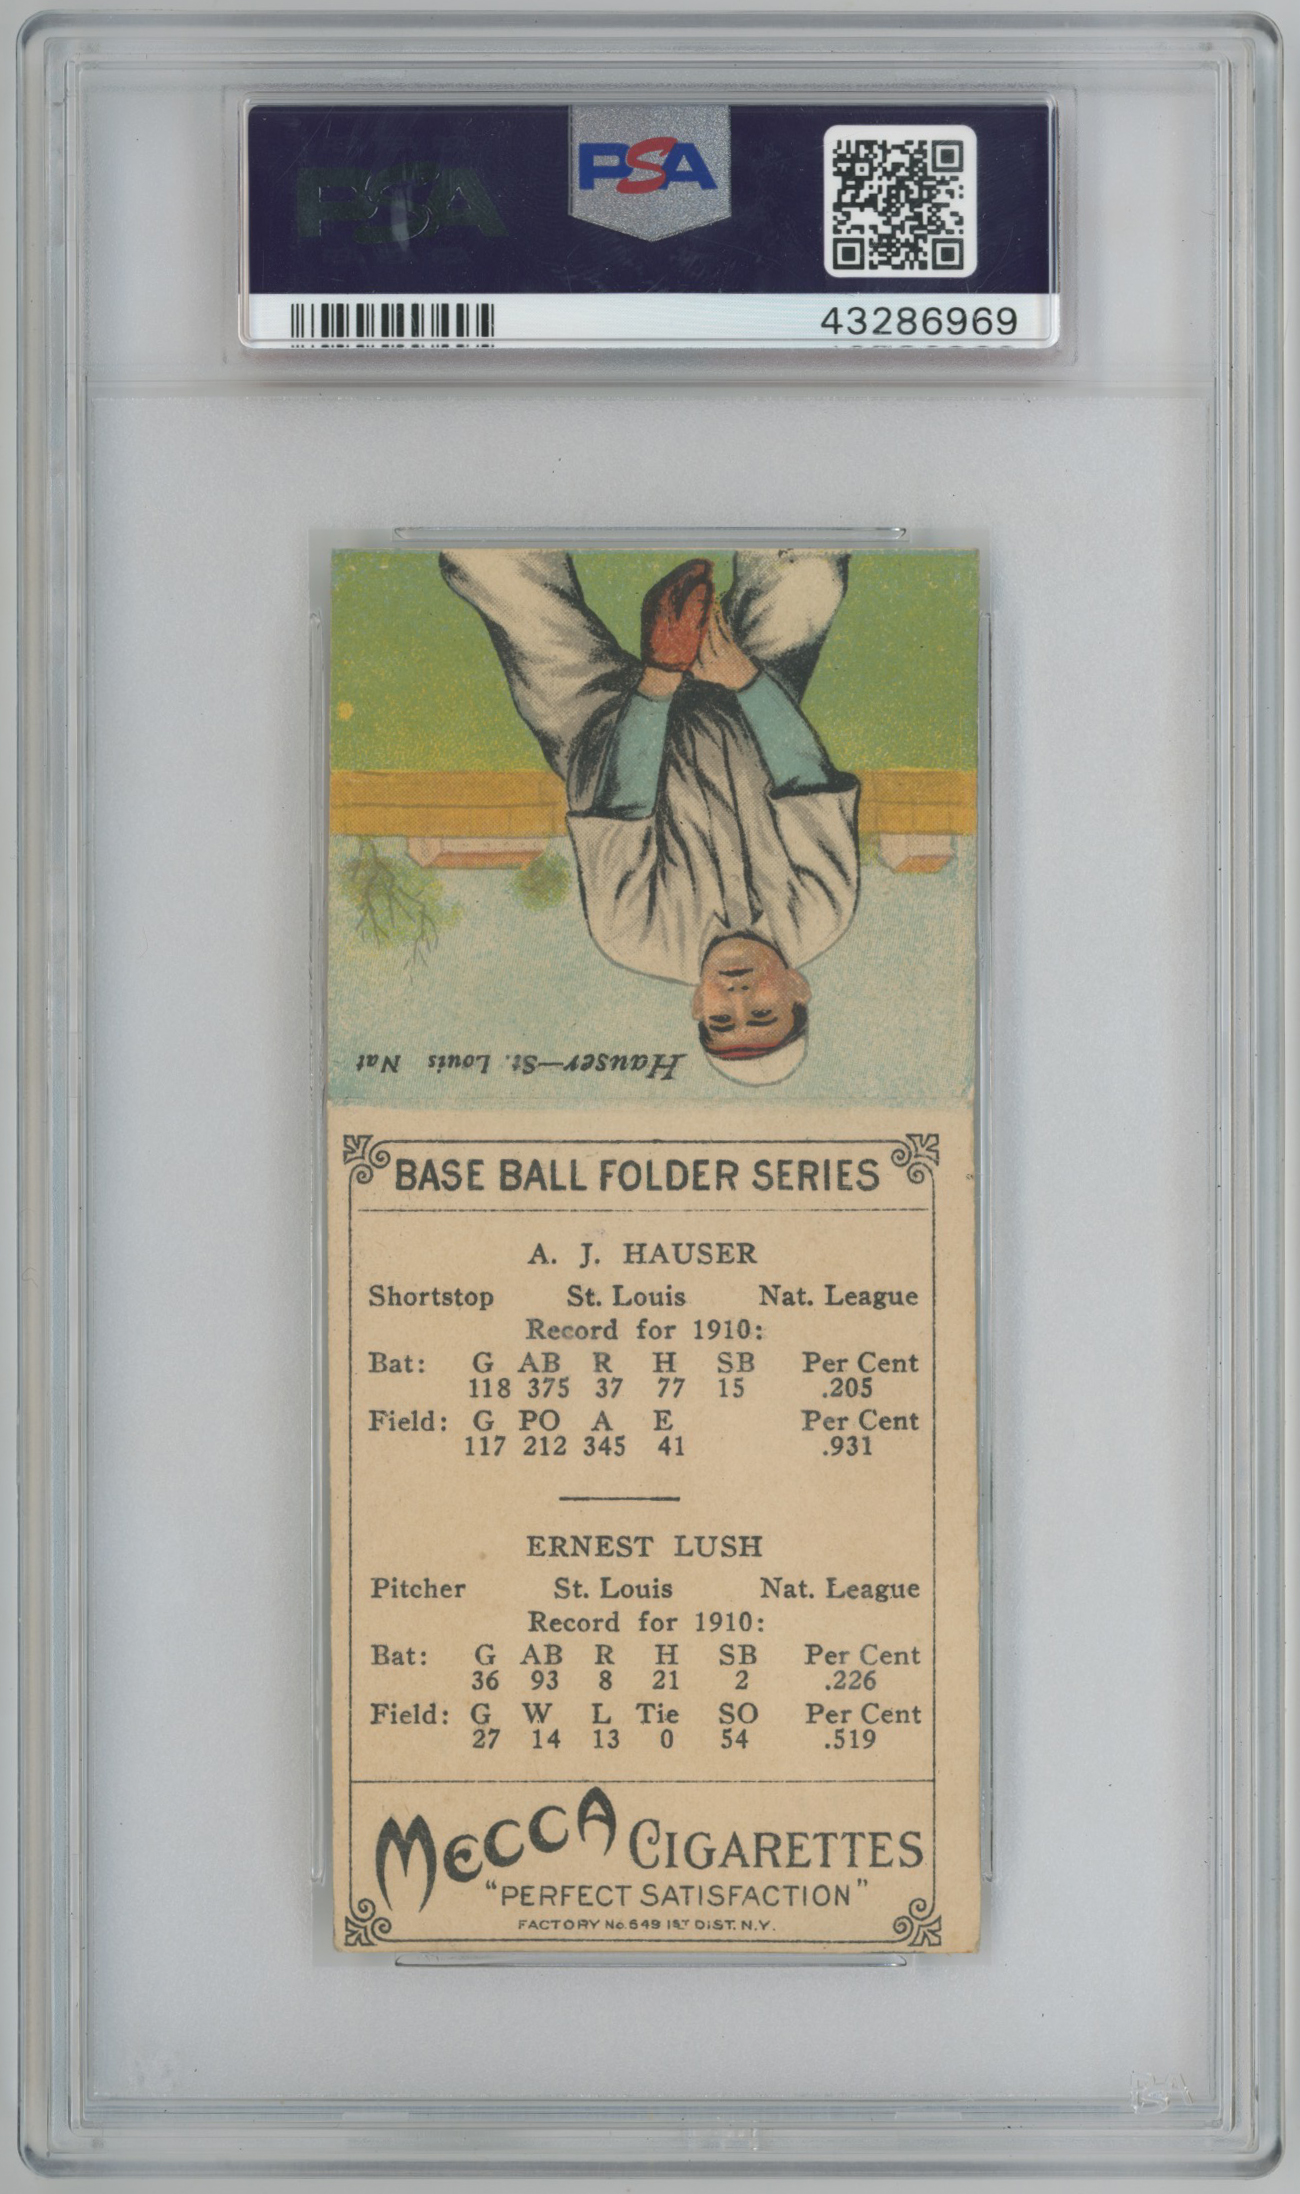 PSA
PSA
43286969
Hauser—St. Louis Nat
BASE BALL FOLDER SERIES
A. J. HAUSER
Shortstop St. Louis Nat. League
Record for 1910:
Bat: G AB R H SB Per Cent
118 375 37 77 15 .205
Field: G PO A E Per Cent
117 212 345 41 .931
ERNEST LUSH
Pitcher St. Louis Nat. League
Record for 1910:
Bat: G AB R H SB Per Cent
36 93 8 21 2 .226
Field: G W L Tie SO Per Cent
27 14 13 0 54 .519
MECCA CIGARETTES
"PERFECT SATISFACTION"
FACTORY No. 649 1ST DIST. N.Y.
PSA